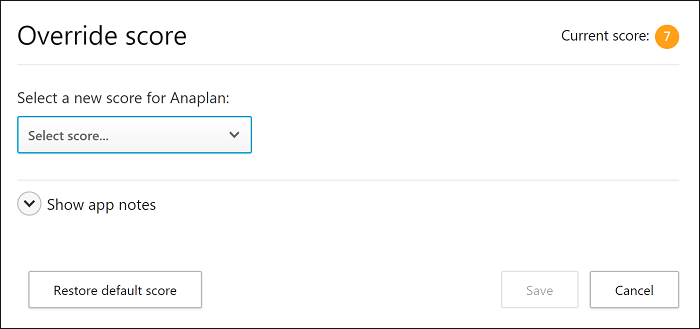 Override score
Current score: 7
Select a new score for Anaplan:
Select score...
Show app notes
Restore default score
Save
Cancel